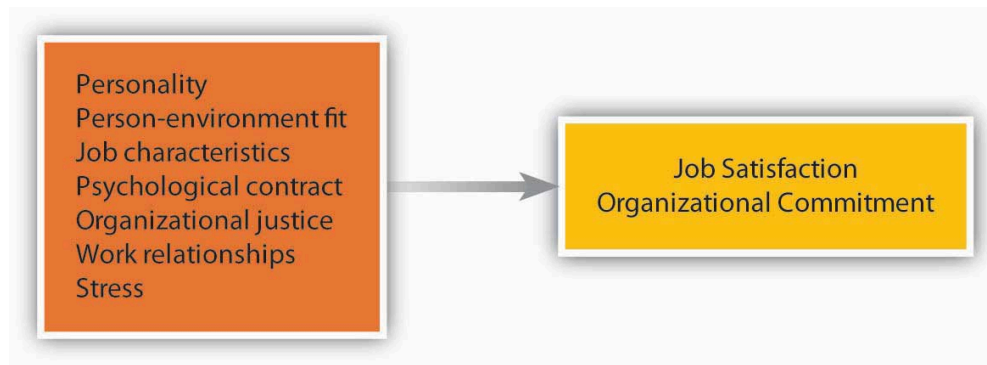 Personality
Person-environment fit
Job characteristics
Psychological contract
Organizational justice
Work relationships
Stress
Job Satisfaction
Organizational Commitment